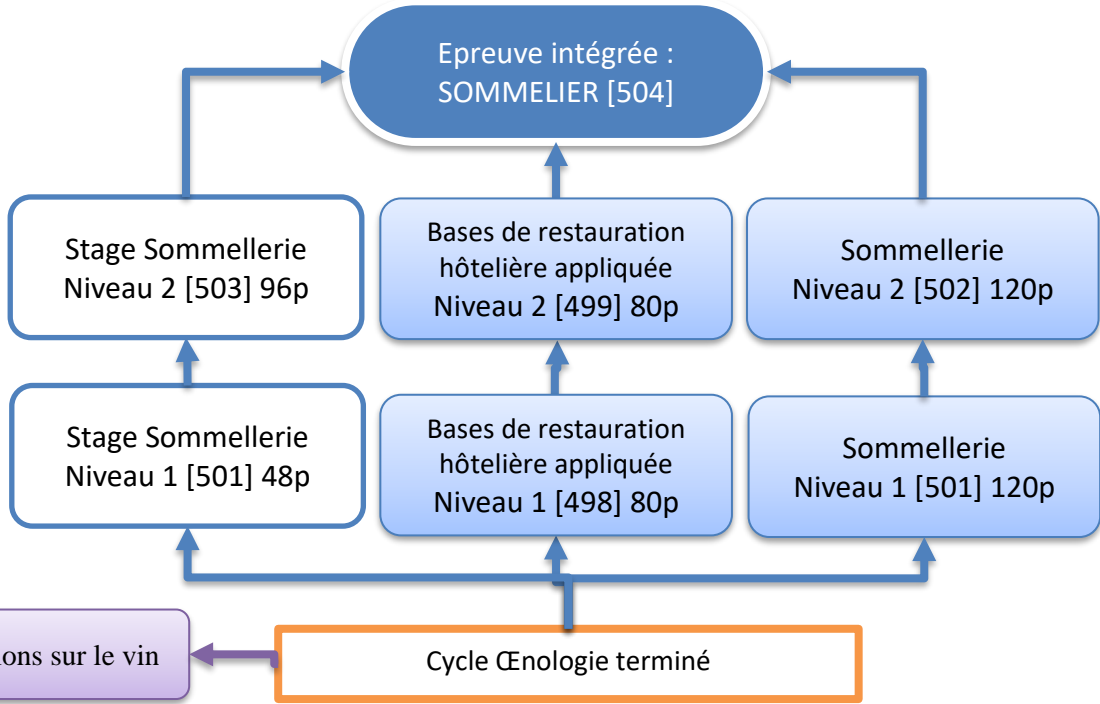 Epreuve intégrée :
SOMMELIER [504]
Stage Sommellerie
Niveau 2 [503] 96p
Bases de restauration
hôtelière appliquée
Niveau 2 [499] 80p
Sommellerie
Niveau 2 [502] 120p
Stage Sommellerie
Niveau 1 [501] 48p
Bases de restauration
hôtelière appliquée
Niveau 1 [498] 80p
Sommellerie
Niveau 1 [501] 120p
sur le vin
Cycle Œnologie terminé